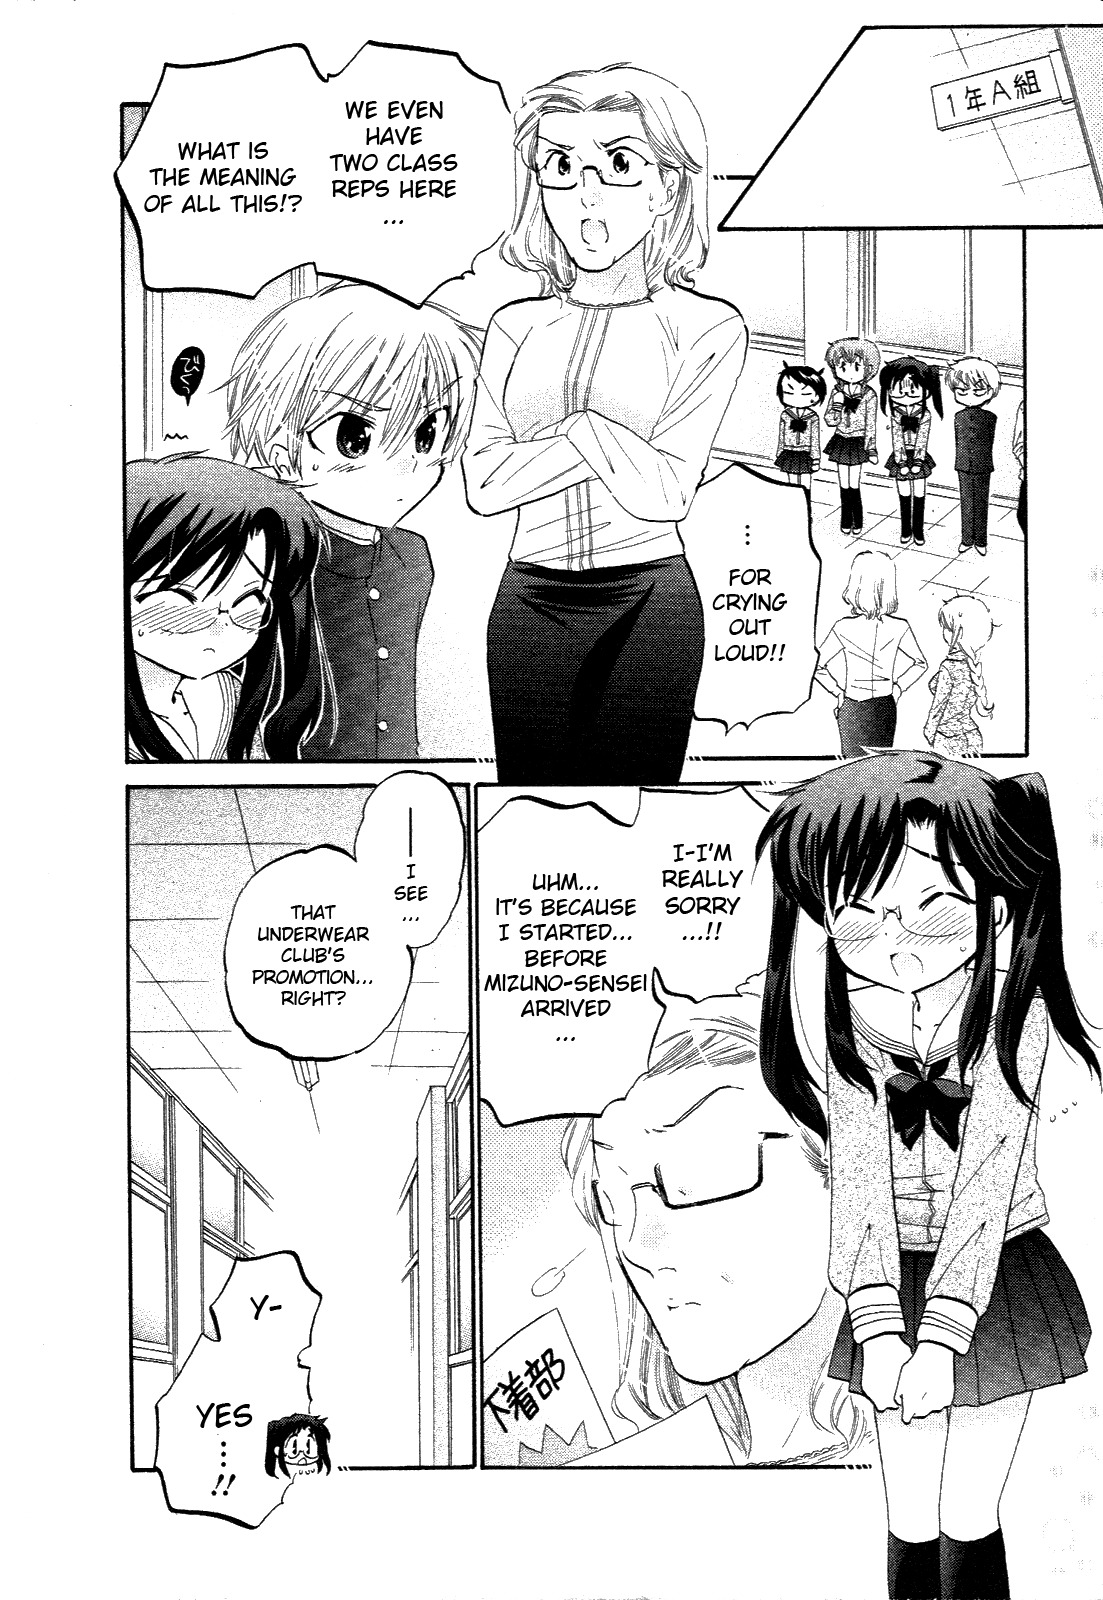 1年A組
WE EVEN
HAVE
TWO CLASS
REPS HERE
...
WHAT IS
THE MEANING
OF ALL THIS!?
びくっ
...
FOR
CRYING
OUT
LOUD!!
I-I'M
REALLY
SORRY
...!!
UHM...
IT'S BECAUSE
I STARTED...
BEFORE
MIZUNO-SENSEI
ARRIVED
...
下着部
—
I
SEE
...
THAT
UNDERWEAR
CLUB'S
PROMOTION...
RIGHT?
Y-
YES
...!!